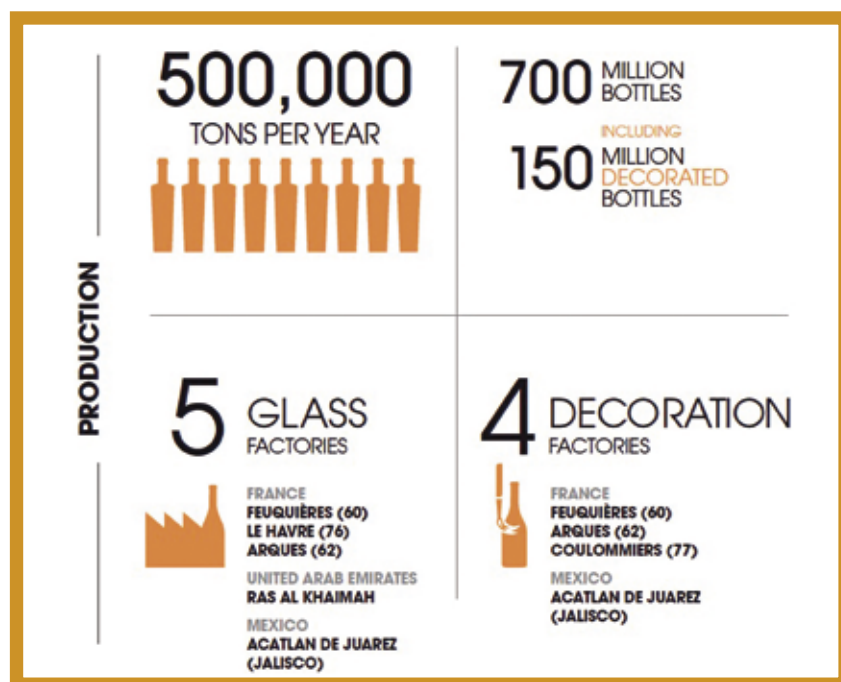 PRODUCTION
500,000
TONS PER YEAR
700 MILLION
BOTTLES
INCLUDING
150 MILLION
DECORATED
BOTTLES
5 GLASS
FACTORIES
FRANCE
FEUQUIÈRES (60)
LE HAVRE (76)
ARQUES (62)
UNITED ARAB EMIRATES
RAS AL KHAIMAH
MEXICO
ACATLAN DE JUAREZ
(JALISCO)
4 DECORATION
FACTORIES
FRANCE
FEUQUIÈRES (60)
ARQUES (62)
COULOMMIERS (77)
MEXICO
ACATLAN DE JUAREZ
(JALISCO)